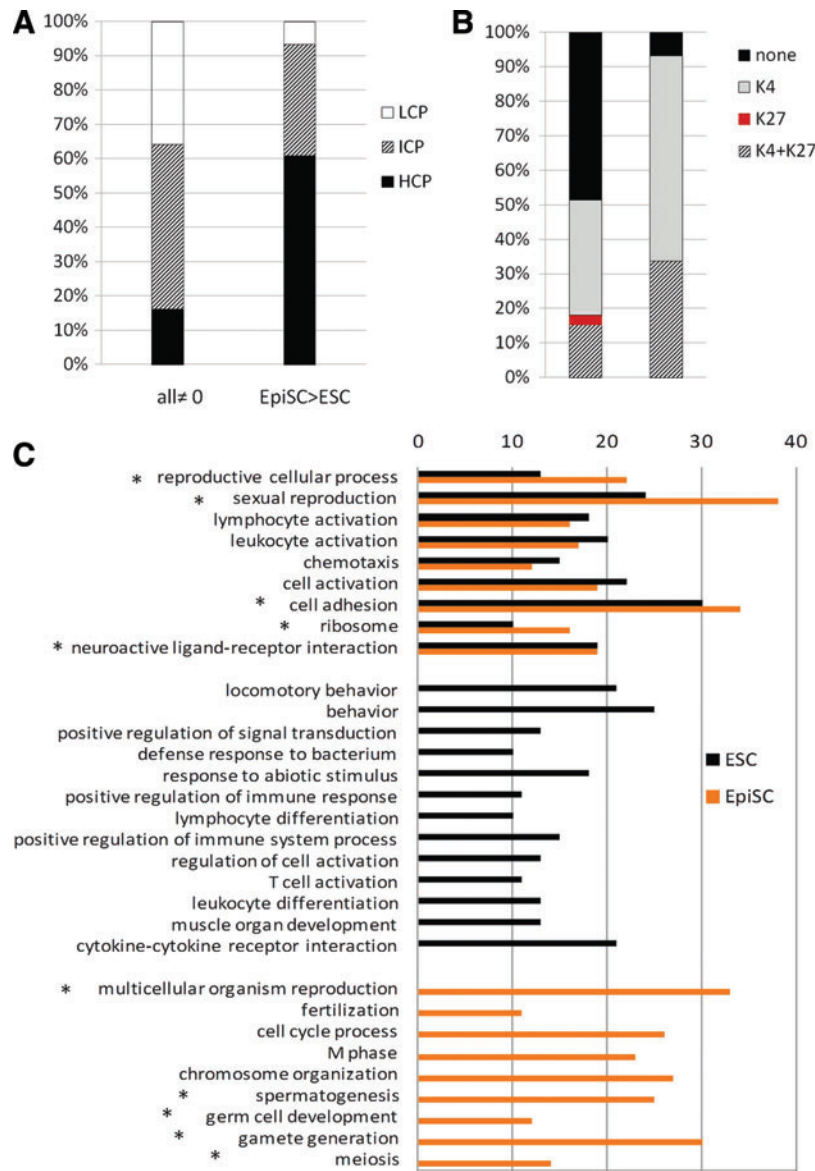 A
100%
90%
80%
70%
60%
50%
40%
30%
20%
10%
0%
all≠ 0
EpiSC>ESC
LCP
ICP
HCP
B
100%
90%
80%
70%
60%
50%
40%
30%
20%
10%
0%
none
K4
K27
K4+K27
C
0 10 20 30 40
* reproductive cellular process
* sexual reproduction
lymphocyte activation
leukocyte activation
chemotaxis
cell activation
* cell adhesion
* ribosome
* neuroactive ligand-receptor interaction
locomotory behavior
behavior
positive regulation of signal transduction
defense response to bacterium
response to abiotic stimulus
positive regulation of immune response
lymphocyte differentiation
positive regulation of immune system process
regulation of cell activation
T cell activation
leukocyte differentiation
muscle organ development
cytokine-cytokine receptor interaction
* multicellular organism reproduction
fertilization
cell cycle process
M phase
chromosome organization
* spermatogenesis
* germ cell development
* gamete generation
* meiosis
ESC
EpiSC